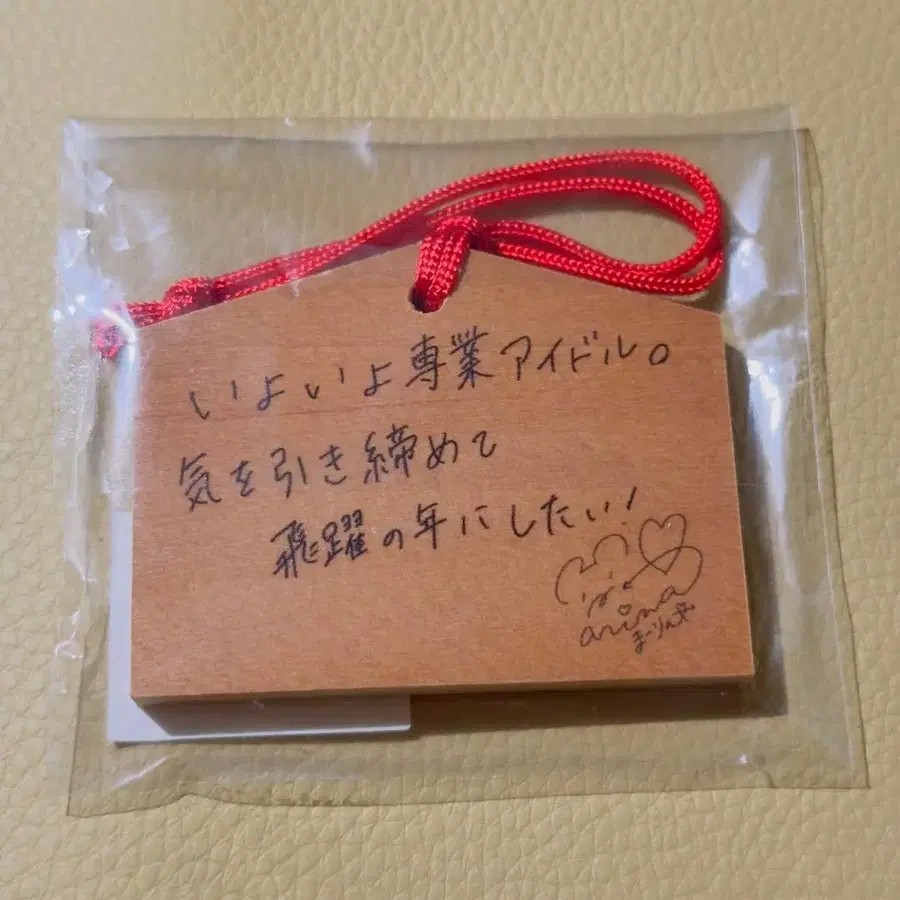 いよいよ専業アイドル。
気を引き締めて
飛躍の年にしたい!
arina